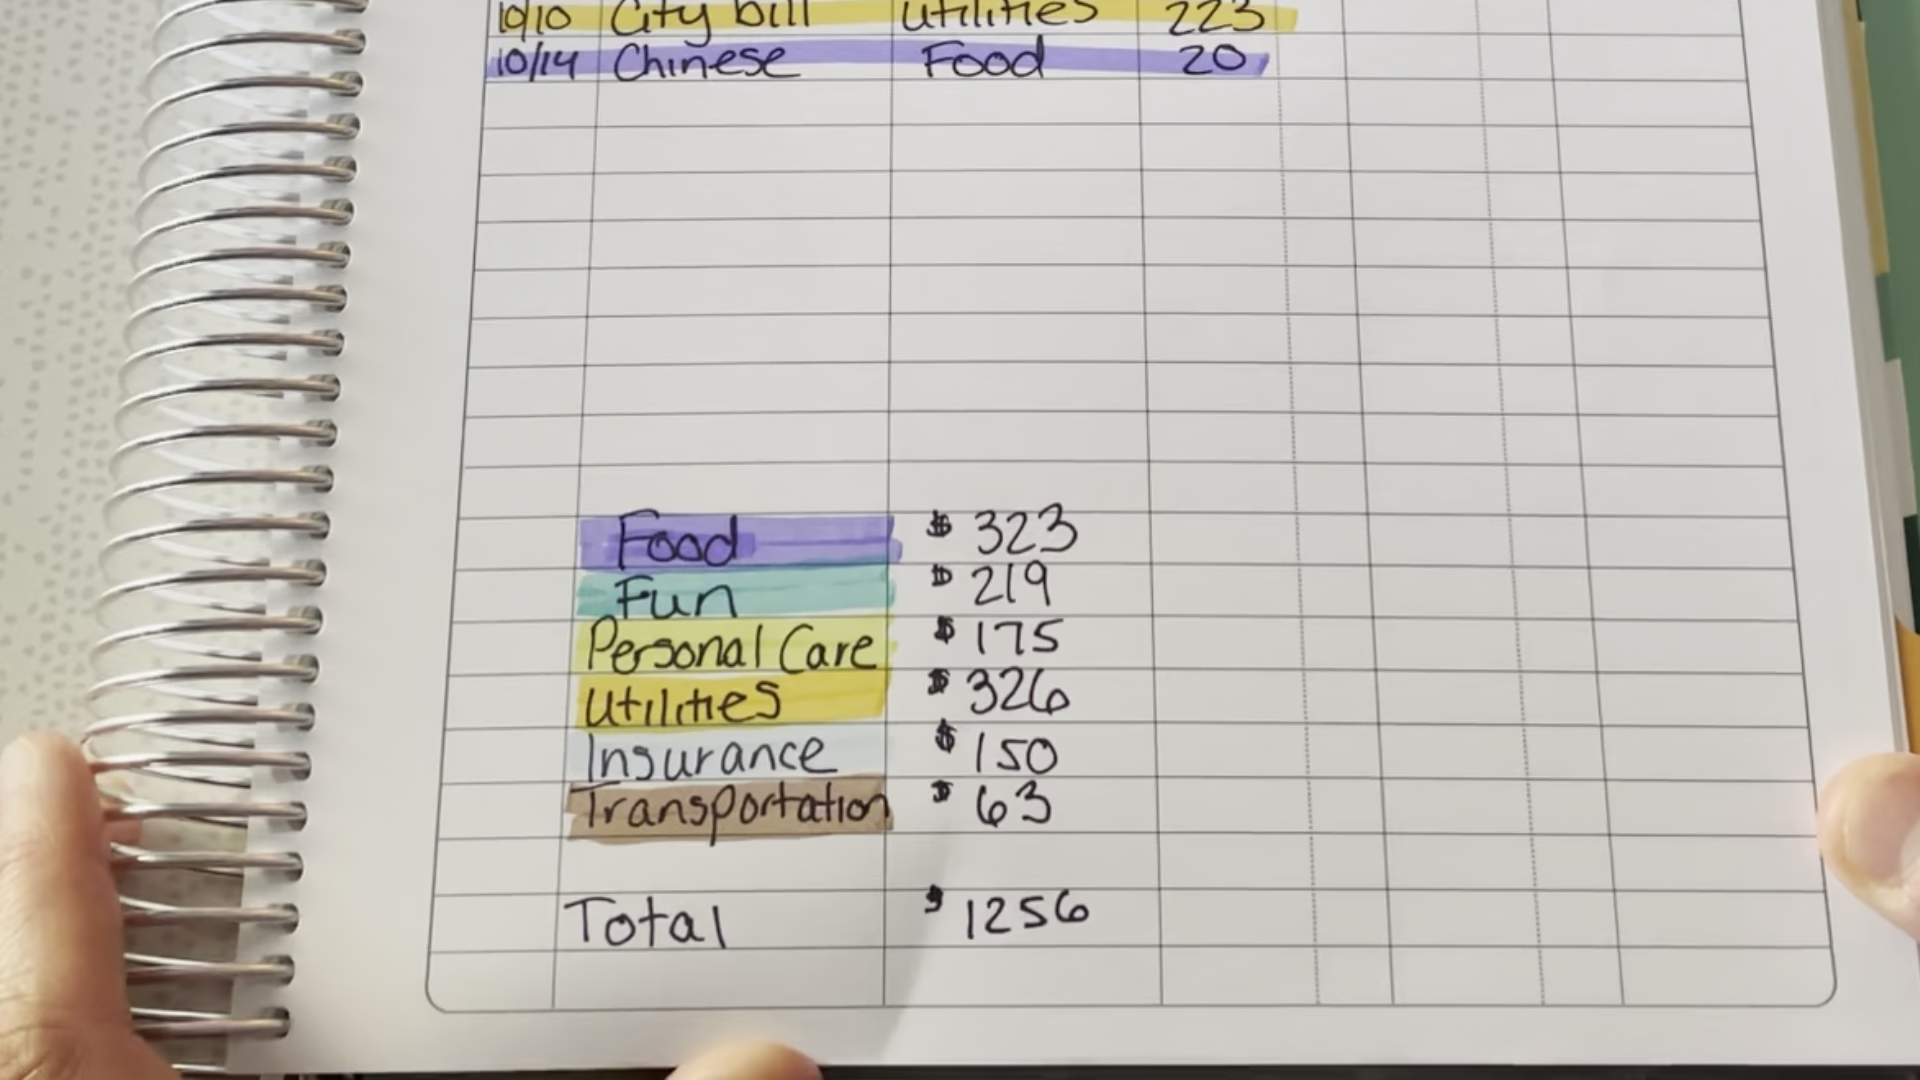 10/10 City bill Utilities 223
10/14 Chinese Food 20
Food $ 323
Fun $ 219
Personal Care $ 175
Utilities $ 326
Insurance $ 150
Transportation $ 63
Total $ 1256